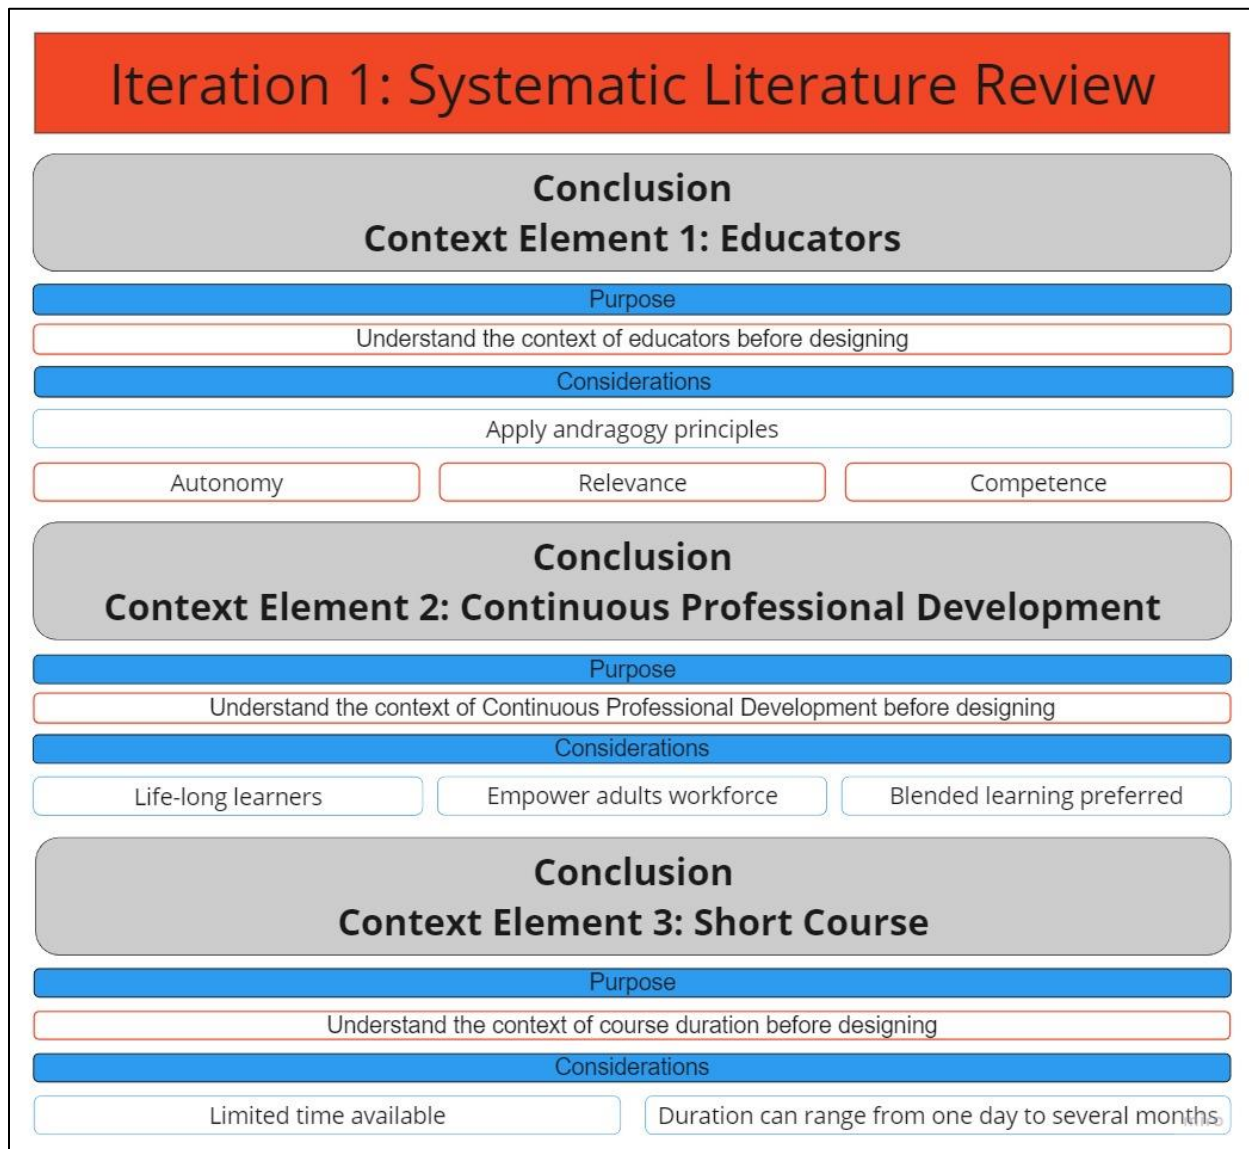 Iteration 1: Systematic Literature Review
Conclusion
Context Element 1: Educators
Purpose
Understand the context of educators before designing
Considerations
Apply andragogy principles
Autonomy
Relevance
Competence
Conclusion
Context Element 2: Continuous Professional Development
Purpose
Understand the context of Continuous Professional Development before designing
Considerations
Life-long learners
Empower adults workforce
Blended learning preferred
Conclusion
Context Element 3: Short Course
Purpose
Understand the context of course duration before designing
Considerations
Limited time available
Duration can range from one day to several months
miro